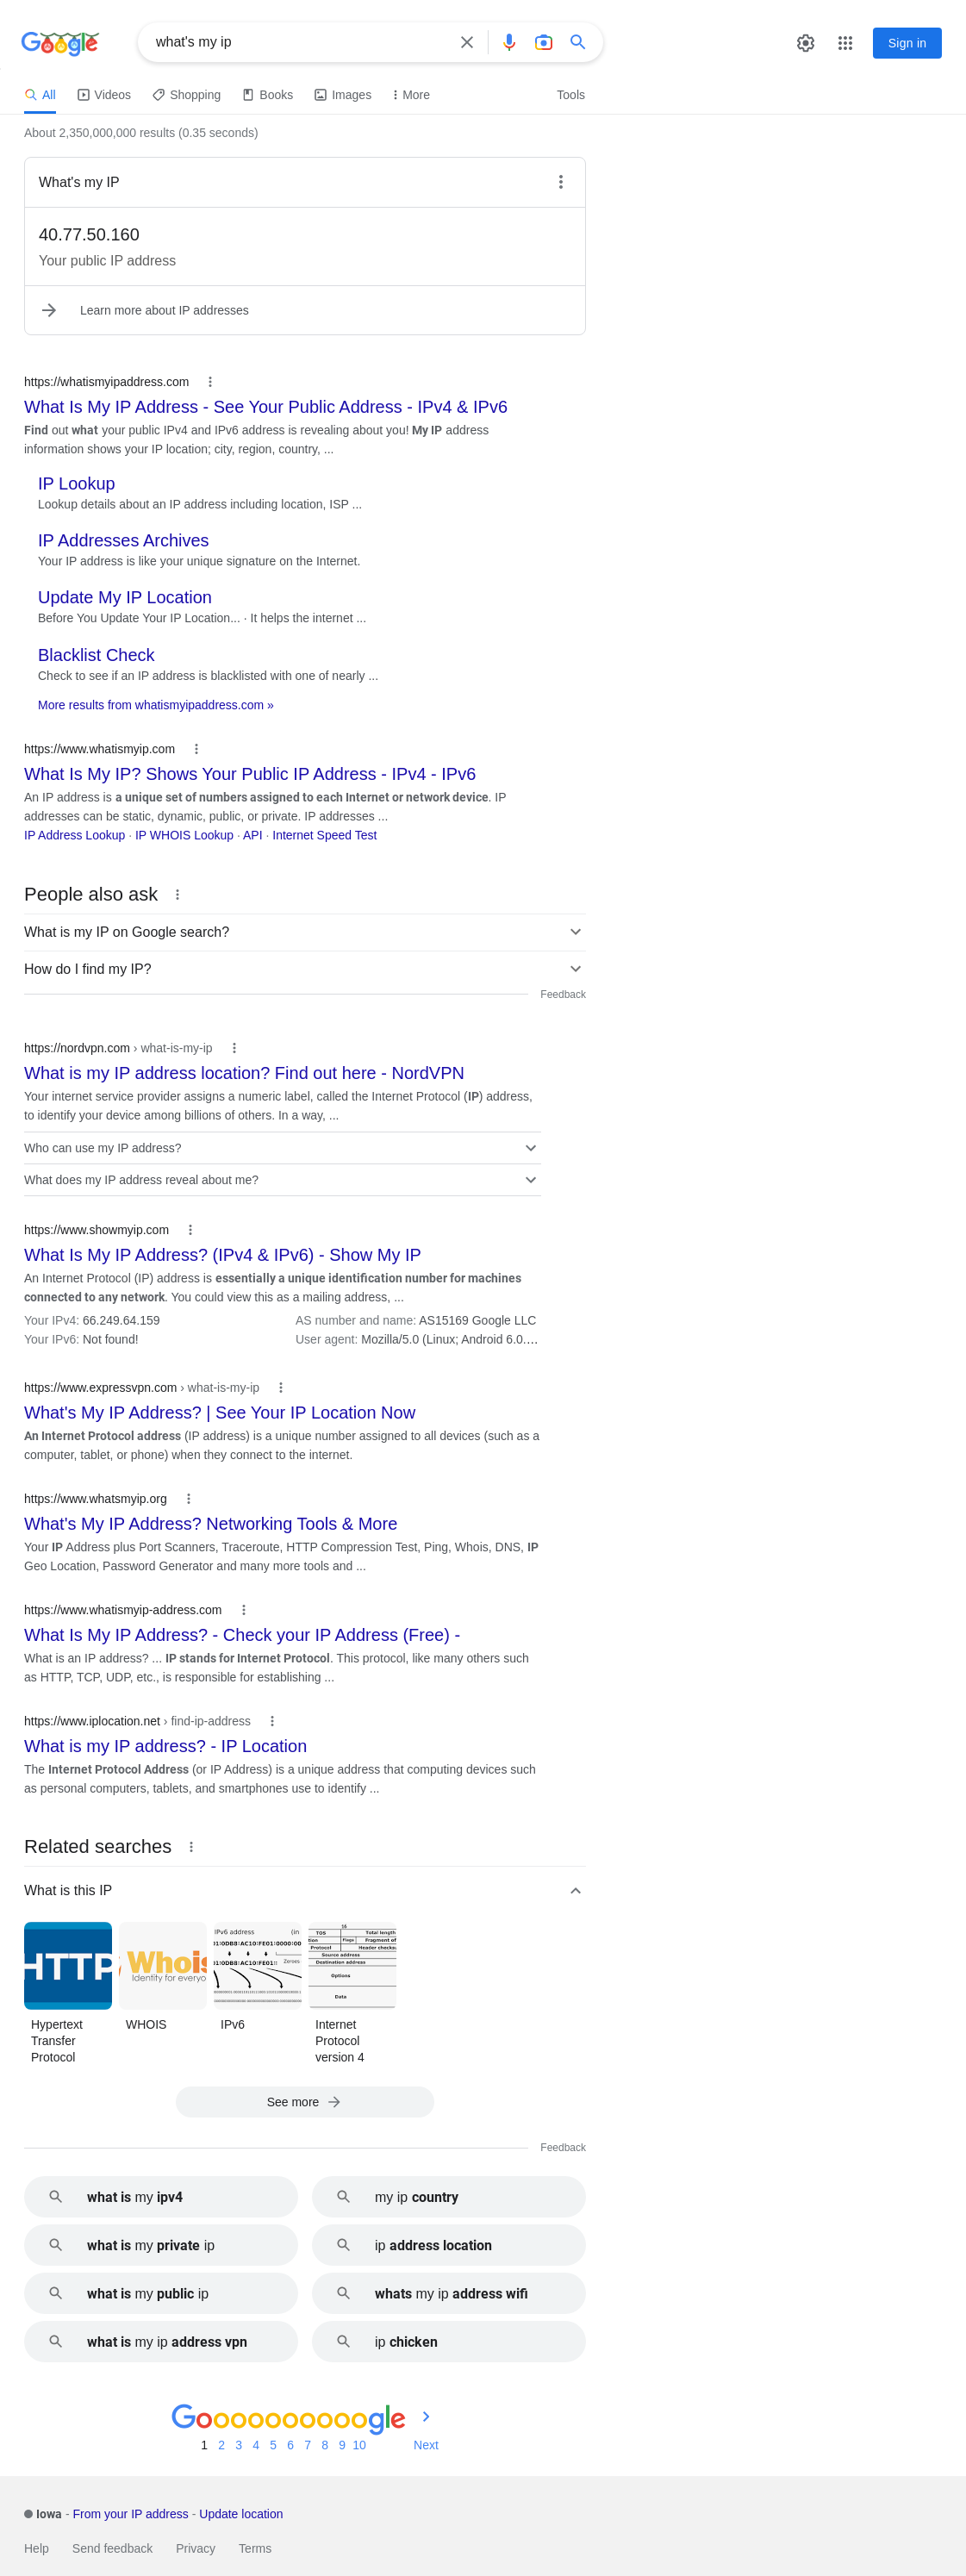 Google
what's my ip
Sign in
All Videos Shopping Books Images More Tools
About 2,350,000,000 results (0.35 seconds)
What's my IP
40.77.50.160
Your public IP address
Learn more about IP addresses
https://whatismyipaddress.com
What Is My IP Address - See Your Public Address - IPv4 & IPv6
Find out what your public IPv4 and IPv6 address is revealing about you! My IP address
information shows your IP location; city, region, country, ...
IP Lookup
Lookup details about an IP address including location, ISP ...
IP Addresses Archives
Your IP address is like your unique signature on the Internet.
Update My IP Location
Before You Update Your IP Location... · It helps the internet ...
Blacklist Check
Check to see if an IP address is blacklisted with one of nearly ...
More results from whatismyipaddress.com »
https://www.whatismyip.com
What Is My IP? Shows Your Public IP Address - IPv4 - IPv6
An IP address is a unique set of numbers assigned to each Internet or network device. IP
addresses can be static, dynamic, public, or private. IP addresses ...
IP Address Lookup · IP WHOIS Lookup · API · Internet Speed Test
People also ask
What is my IP on Google search?
How do I find my IP?
Feedback
https://nordvpn.com › what-is-my-ip
What is my IP address location? Find out here - NordVPN
Your internet service provider assigns a numeric label, called the Internet Protocol (IP) address,
to identify your device among billions of others. In a way, ...
Who can use my IP address?
What does my IP address reveal about me?
https://www.showmyip.com
What Is My IP Address? (IPv4 & IPv6) - Show My IP
An Internet Protocol (IP) address is essentially a unique identification number for machines
connected to any network. You could view this as a mailing address, ...
Your IPv4: 66.249.64.159 AS number and name: AS15169 Google LLC
Your IPv6: Not found! User agent: Mozilla/5.0 (Linux; Android 6.0....
https://www.expressvpn.com › what-is-my-ip
What's My IP Address? | See Your IP Location Now
An Internet Protocol address (IP address) is a unique number assigned to all devices (such as a
computer, tablet, or phone) when they connect to the internet.
https://www.whatsmyip.org
What's My IP Address? Networking Tools & More
Your IP Address plus Port Scanners, Traceroute, HTTP Compression Test, Ping, Whois, DNS, IP
Geo Location, Password Generator and many more tools and ...
https://www.whatismyip-address.com
What Is My IP Address? - Check your IP Address (Free) -
What is an IP address? ... IP stands for Internet Protocol. This protocol, like many others such
as HTTP, TCP, UDP, etc., is responsible for establishing ...
https://www.iplocation.net › find-ip-address
What is my IP address? - IP Location
The Internet Protocol Address (or IP Address) is a unique address that computing devices such
as personal computers, tablets, and smartphones use to identify ...
Related searches
What is this IP
HTTP
Whois
Identity for everyo
IPv6 address (in
Zeroes
16
TOS Total length
Flags Fragment of
Protocol Header checksu
Source address
Destination address
Options
Data
Hypertext
Transfer
Protocol
WHOIS
IPv6
Internet
Protocol
version 4
See more
Feedback
what is my ipv4
my ip country
what is my private ip
ip address location
what is my public ip
whats my ip address wifi
what is my ip address vpn
ip chicken
Goooooooooogle
1 2 3 4 5 6 7 8 9 10 Next
Iowa - From your IP address - Update location
Help Send feedback Privacy Terms